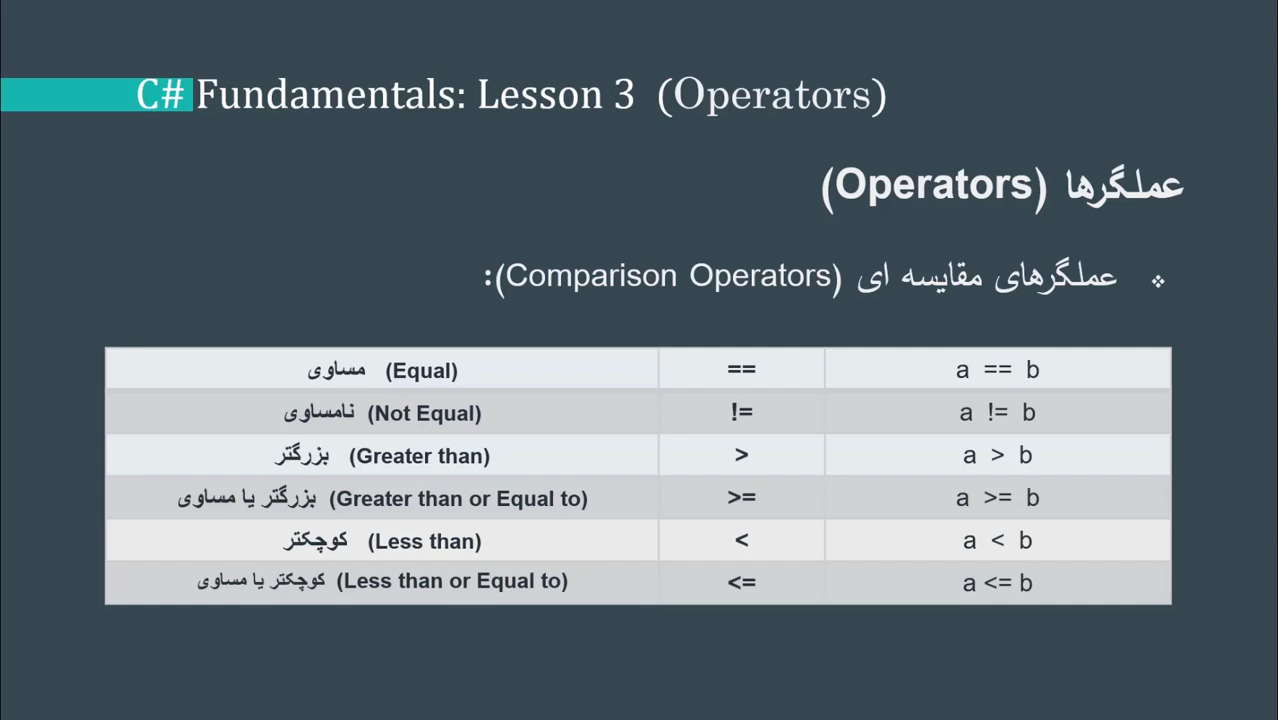 C# Fundamentals: Lesson 3 (Operators)
عملگرها (Operators)
❖ عملگرهای مقایسه ای (Comparison Operators):
مساوی (Equal) == a == b
نامساوی (Not Equal) != a != b
بزرگتر (Greater than) > a > b
بزرگتر یا مساوی (Greater than or Equal to) >= a >= b
کوچکتر (Less than) < a < b
کوچکتر یا مساوی (Less than or Equal to) <= a <= b